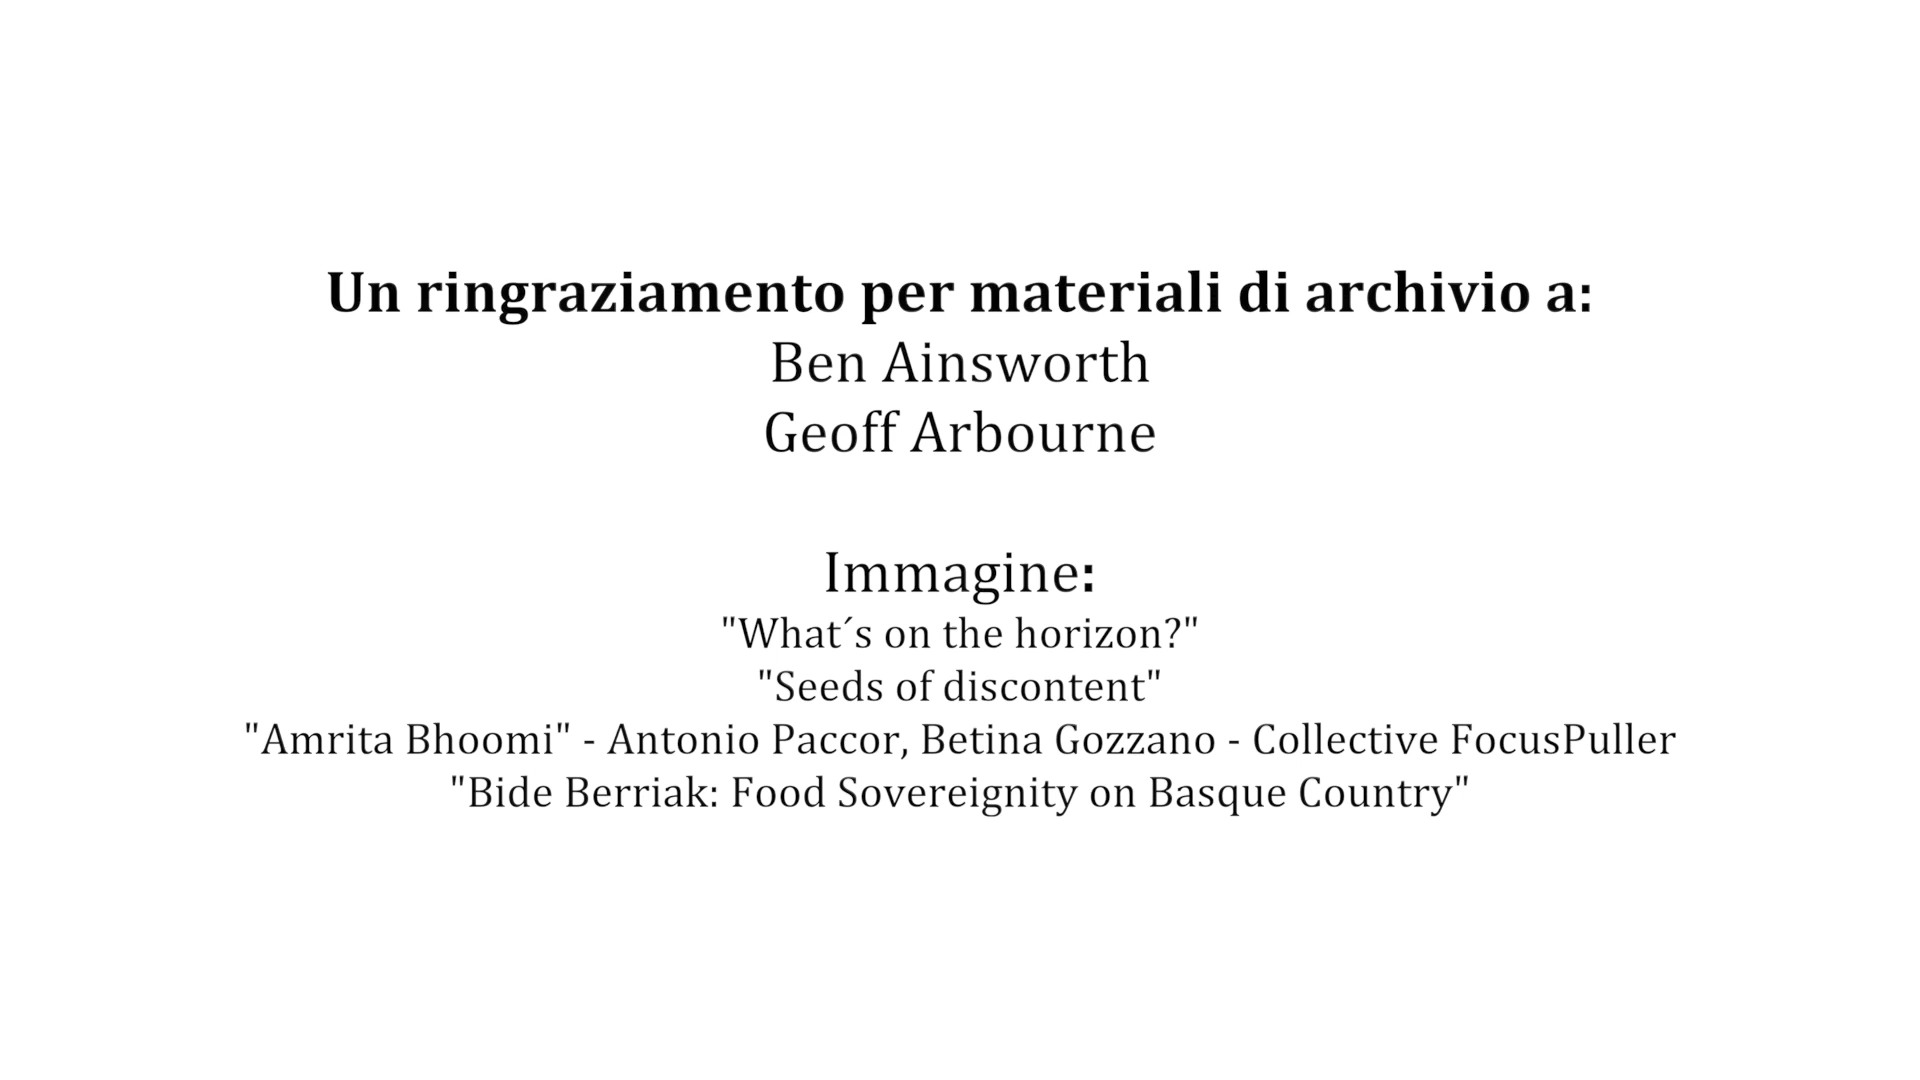 Un ringraziamento per materiali di archivio a:
Ben Ainsworth
Geoff Arbourne
Immagine:
"What´s on the horizon?"
"Seeds of discontent"
"Amrita Bhoomi" - Antonio Paccor, Betina Gozzano - Collective FocusPuller
"Bide Berriak: Food Sovereignity on Basque Country"